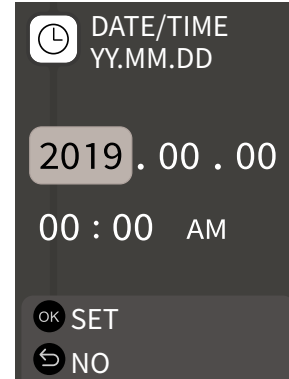 DATE/TIME
YY.MM.DD
2019 . 00 . 00
00 : 00 AM
OK SET
NO